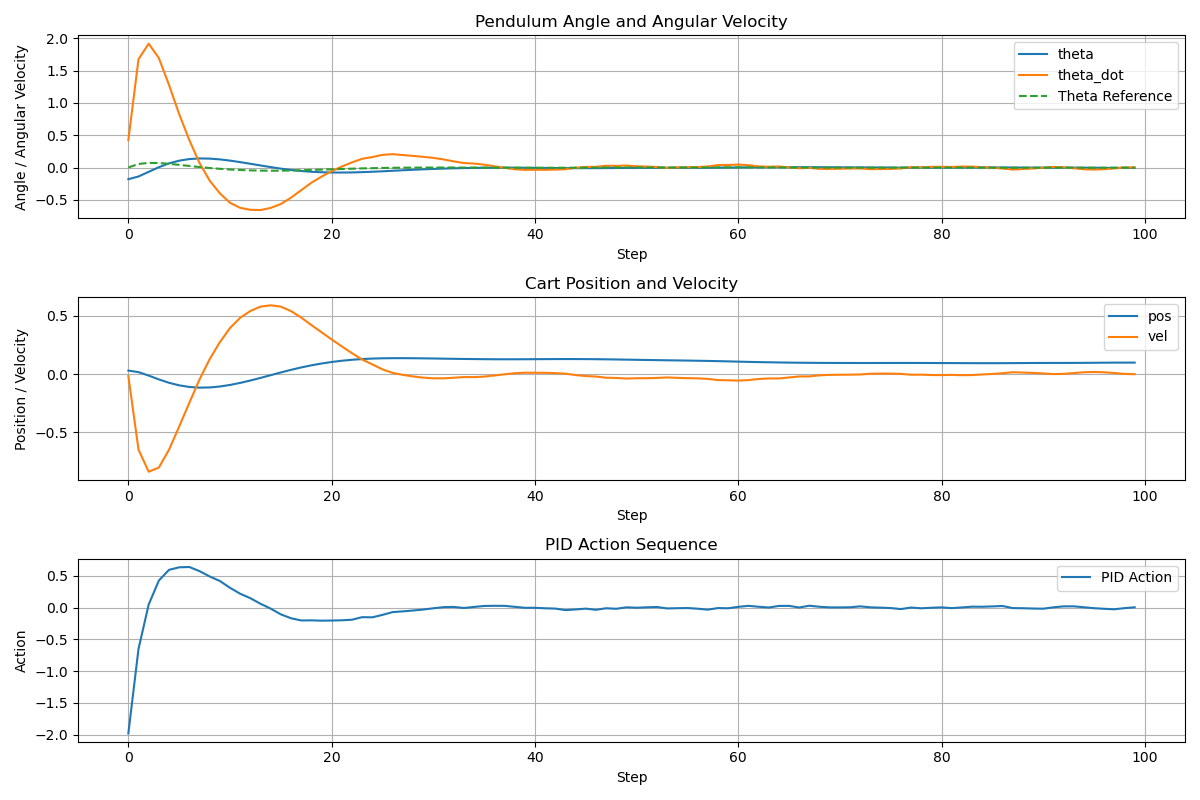 Pendulum Angle and Angular Velocity
Angle / Angular Velocity
2.0
1.5
1.0
0.5
0.0
−0.5
theta
theta_dot
Theta Reference
0 20 40 60 80 100
Step
Cart Position and Velocity
Position / Velocity
0.5
0.0
−0.5
pos
vel
0 20 40 60 80 100
Step
PID Action Sequence
Action
0.5
0.0
−0.5
−1.0
−1.5
−2.0
PID Action
0 20 40 60 80 100
Step